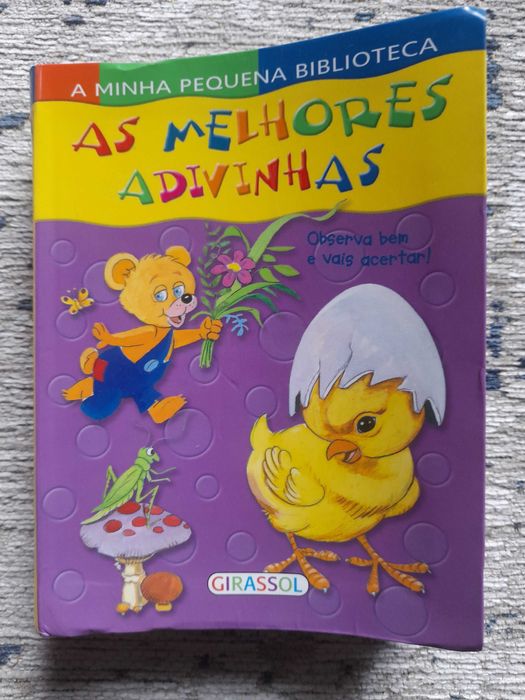 A MINHA PEQUENA BIBLIOTECA
AS MELHORES
ADIVINHAS
Observa bem
e vais acertar!
GIRASSOL